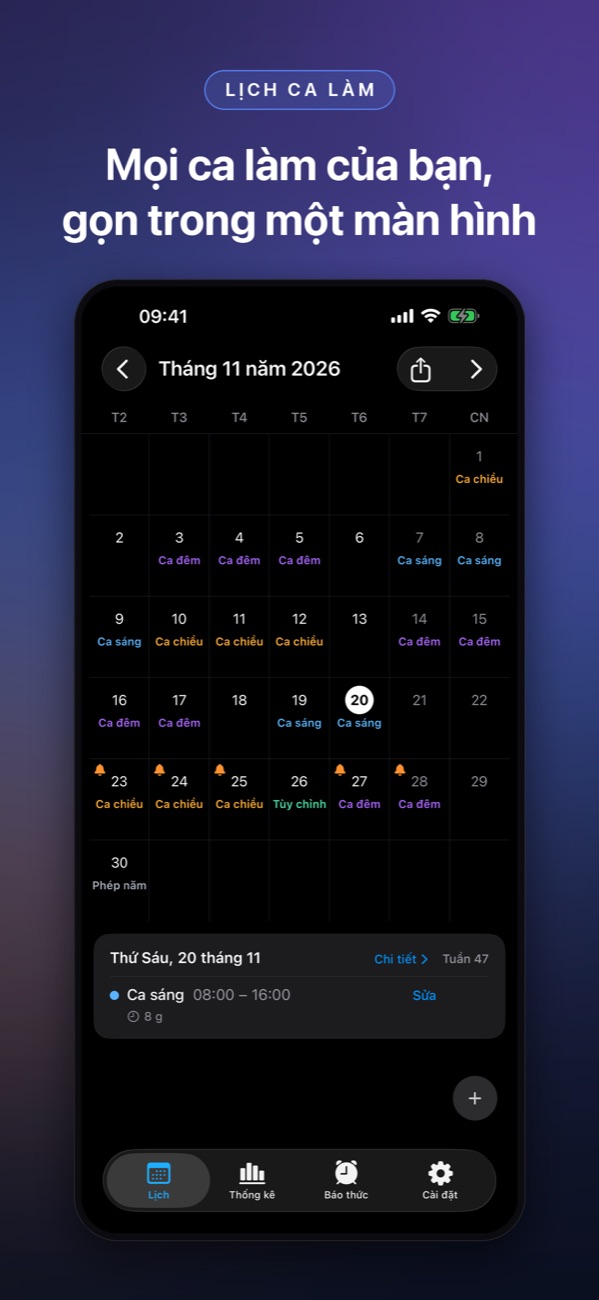 LỊCH CA LÀM
Mọi ca làm của bạn,
gọn trong một màn hình
09:41
Tháng 11 năm 2026
T2 T3 T4 T5 T6 T7 CN
1
Ca chiều
2 3 4 5 6 7 8
Ca đêm Ca đêm Ca đêm Ca sáng Ca sáng
9 10 11 12 13 14 15
Ca sáng Ca chiều Ca chiều Ca chiều Ca đêm Ca đêm
16 17 18 19 20 21 22
Ca đêm Ca đêm Ca sáng Ca sáng
23 24 25 26 27 28 29
Ca chiều Ca chiều Ca chiều Tùy chỉnh Ca đêm Ca đêm
30
Phép năm
Thứ Sáu, 20 tháng 11 Chi tiết Tuần 47
Ca sáng 08:00 – 16:00 Sửa
8 g
+
Lịch Thống kê Báo thức Cài đặt